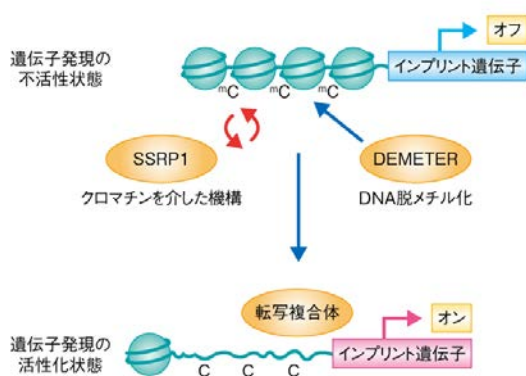 遺伝子発現の
不活性状態
オフ
インプリント遺伝子
mC mC mC
SSRP1
クロマチンを介した機構
DEMETER
DNA脱メチル化
転写複合体
オン
遺伝子発現の
活性化状態
インプリント遺伝子
C C C